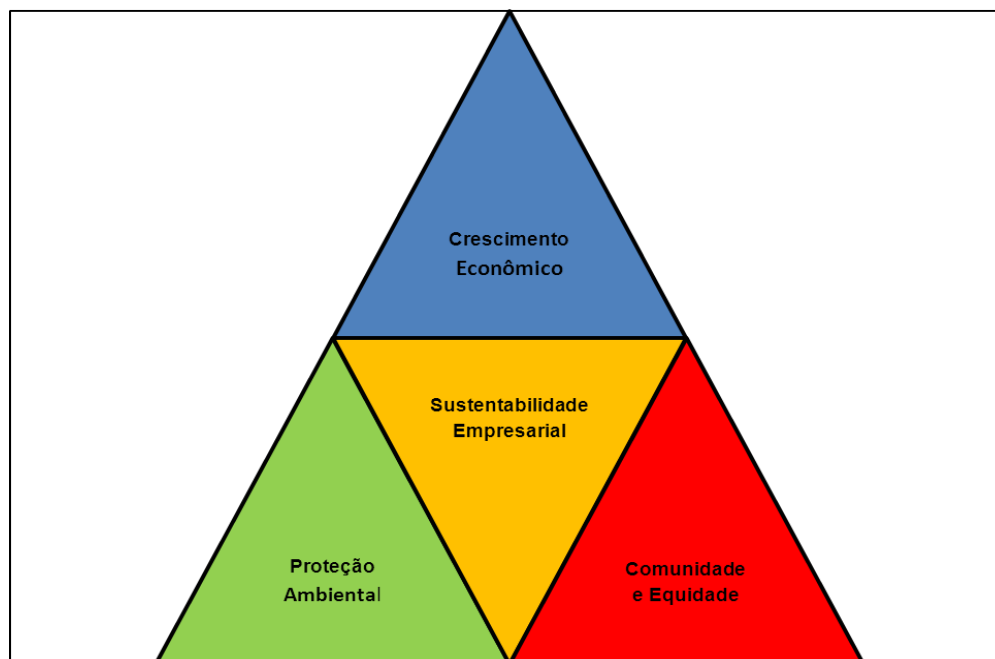 Crescimento
Econômico
Sustentabilidade
Empresarial
Proteção
Ambiental
Comunidade
e Equidade